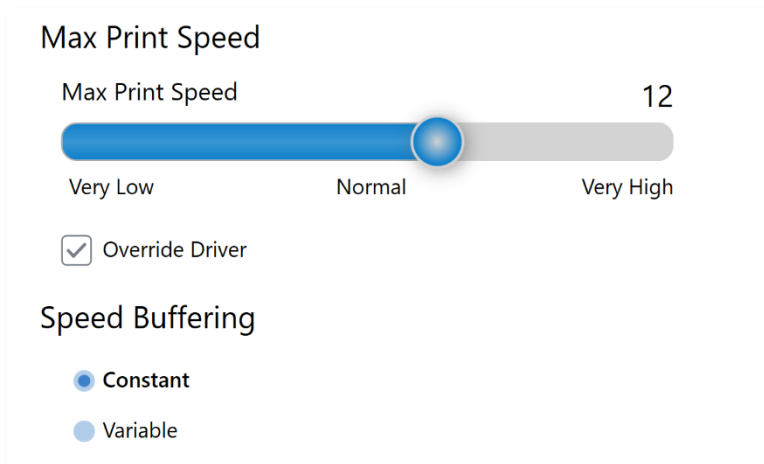 Max Print Speed
Max Print Speed 12
Very Low Normal Very High
Override Driver
Speed Buffering
Constant
Variable